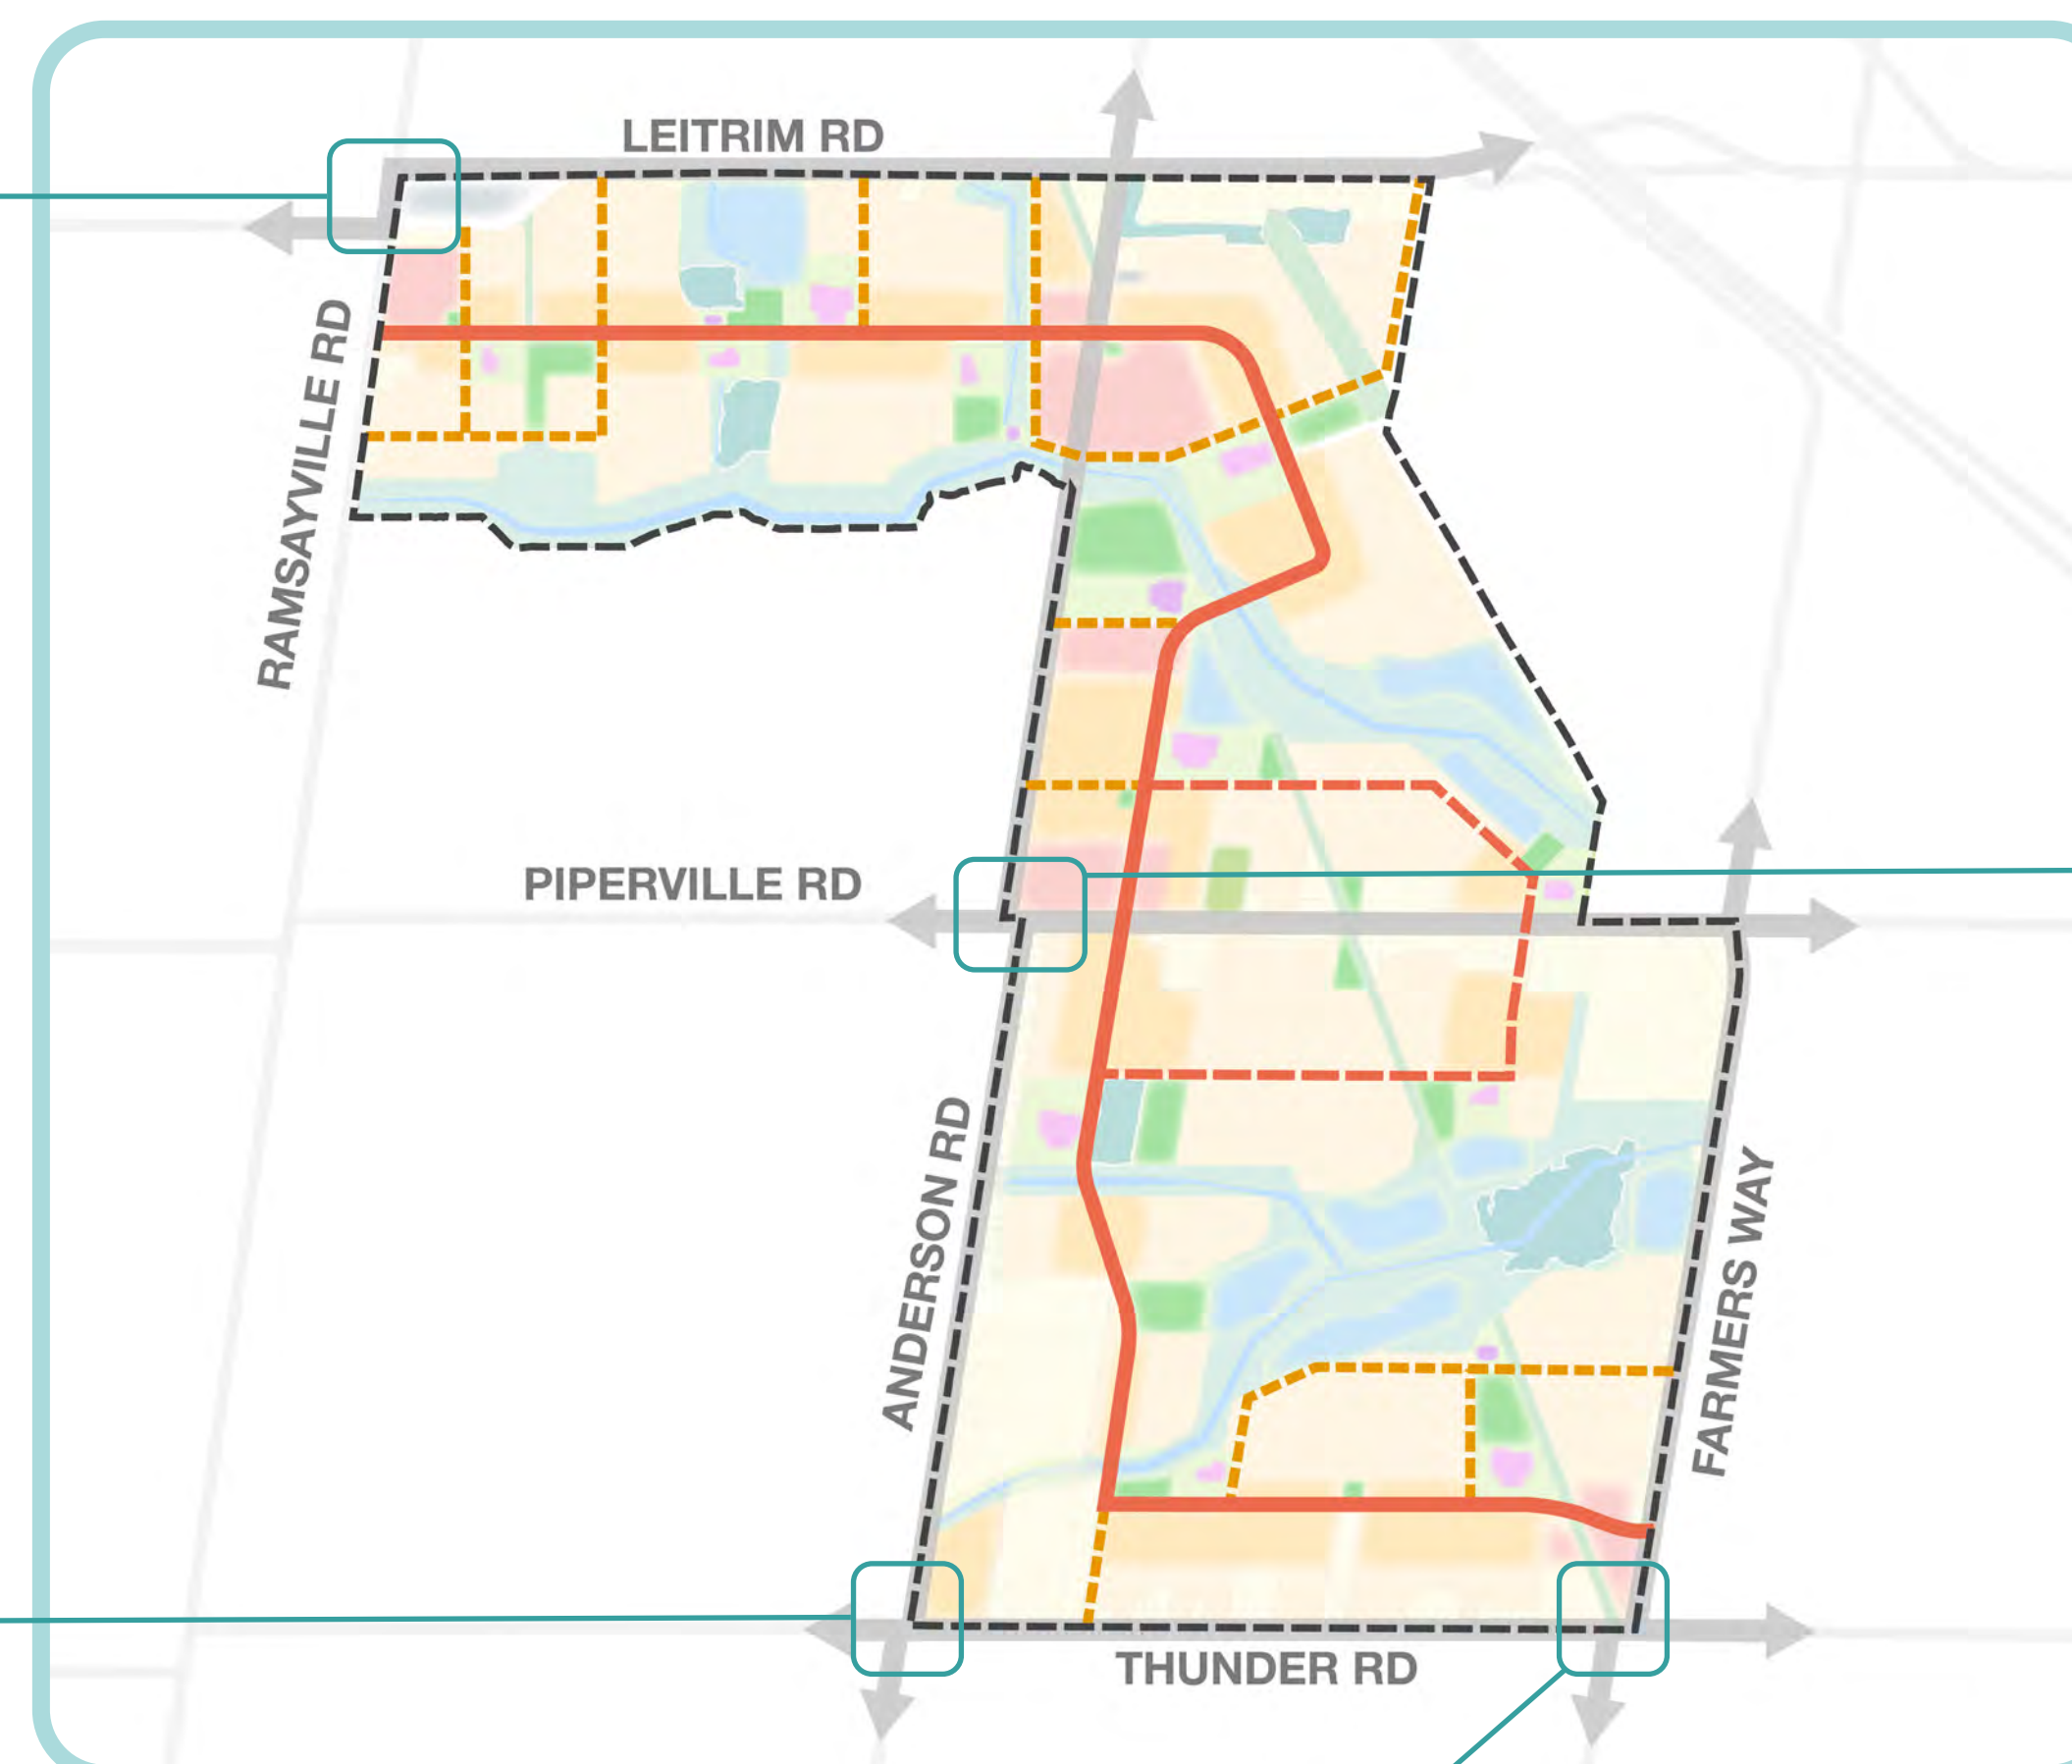 LEITRIM RD
RAMSAYVILLE RD
PIPERVILLE RD
ANDERSON RD
FARMERS WAY
THUNDER RD